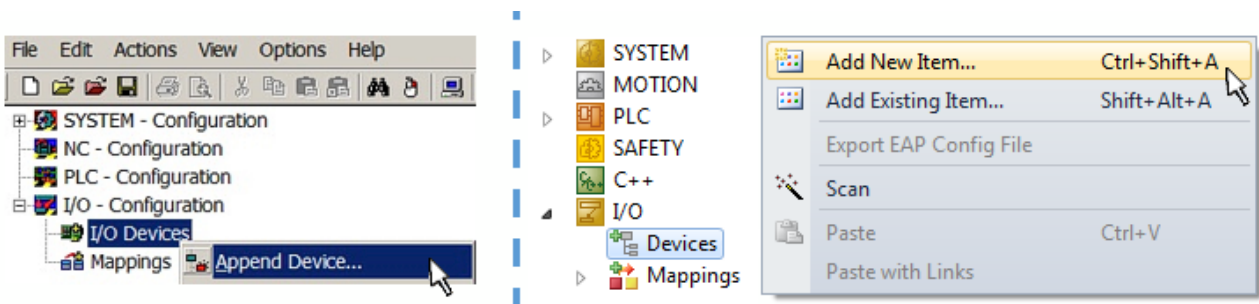 File Edit Actions View Options Help
SYSTEM - Configuration
NC - Configuration
PLC - Configuration
I/O - Configuration
I/O Devices
Mappings
Append Device...
SYSTEM
MOTION
PLC
SAFETY
C++
I/O
Devices
Mappings
Add New Item... Ctrl+Shift+A
Add Existing Item... Shift+Alt+A
Export EAP Config File
Scan
Paste Ctrl+V
Paste with Links